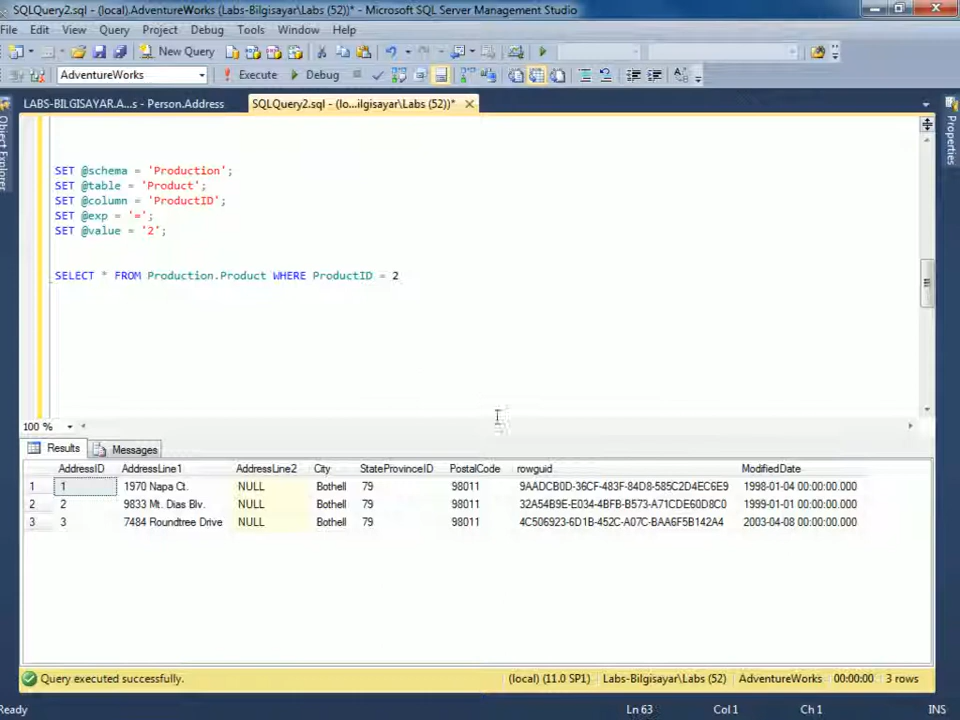 SQLQuery2.sql - (local).AdventureWorks (Labs-Bilgisayar\Labs (52))* - Microsoft SQL Server Management Studio
File Edit View Query Project Debug Tools Window Help
New Query
AdventureWorks Execute Debug
LABS-BILGISAYAR.A...s - Person.Address SQLQuery2.sql - (lo...ilgisayar\Labs (52))*
Object Explorer
Properties
SET @schema = 'Production';
SET @table = 'Product';
SET @column = 'ProductID';
SET @exp = '=';
SET @value = '2';
SELECT * FROM Production.Product WHERE ProductID = 2
100 %
Results Messages
AddressID AddressLine1 AddressLine2 City StateProvinceID PostalCode rowguid ModifiedDate
1 1 1970 Napa Ct. NULL Bothell 79 98011 9AADCB0D-36CF-483F-84D8-585C2D4EC6E9 1998-01-04 00:00:00.000
2 2 9833 Mt. Dias Blv. NULL Bothell 79 98011 32A54B9E-E034-4BFB-B573-A71CDE60D8C0 1999-01-01 00:00:00.000
3 3 7484 Roundtree Drive NULL Bothell 79 98011 4C506923-6D1B-452C-A07C-BAA6F5B142A4 2003-04-08 00:00:00.000
Query executed successfully. (local) (11.0 SP1) Labs-Bilgisayar\Labs (52) AdventureWorks 00:00:00 3 rows
Ready Ln 63 Col 1 Ch 1 INS